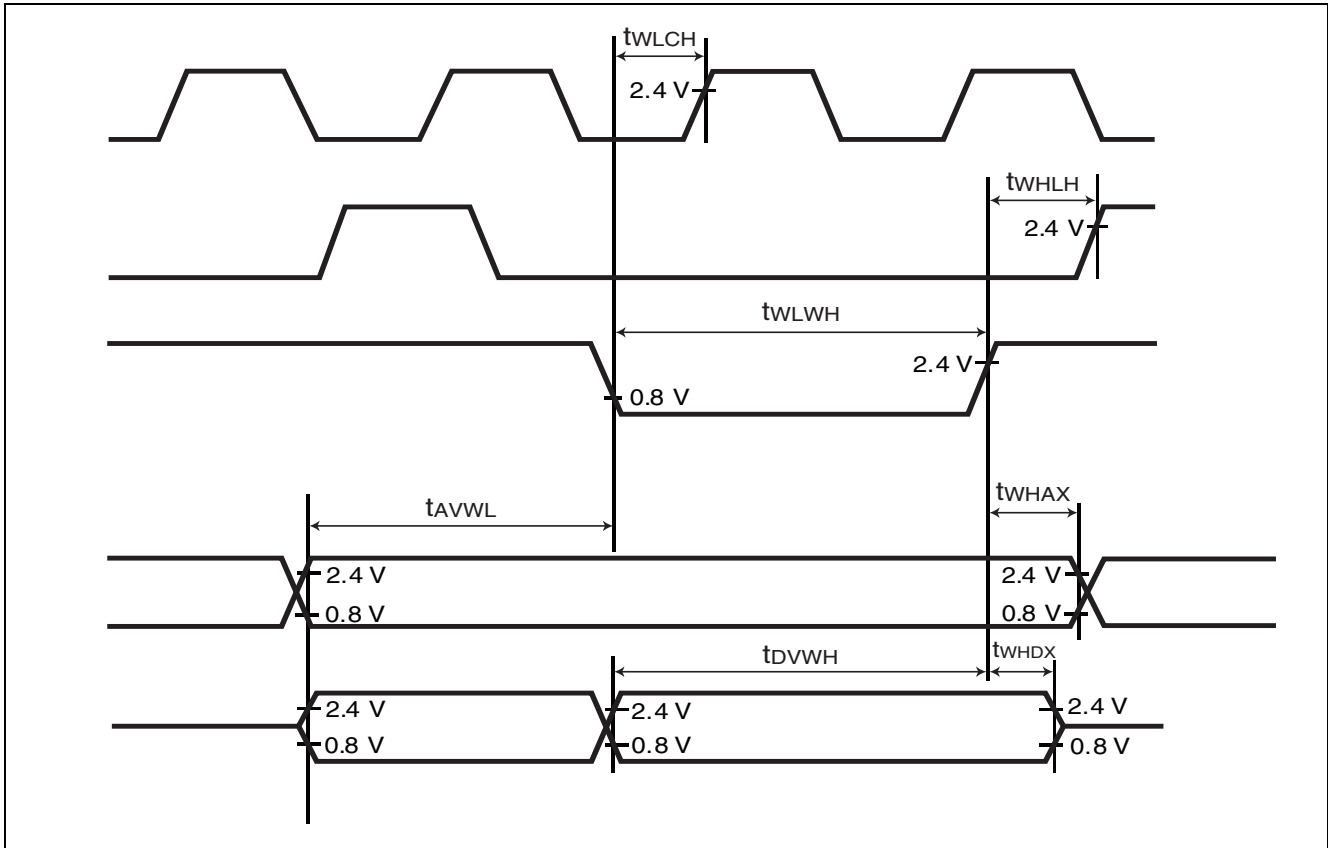 tWLCH
2.4 V
tWHLH
2.4 V
tWLWH
2.4 V
0.8 V
tAVWL
tWHAX
2.4 V
2.4 V
0.8 V
0.8 V
tDVWH
tWHDX
2.4 V
2.4 V
2.4 V
0.8 V
0.8 V
0.8 V